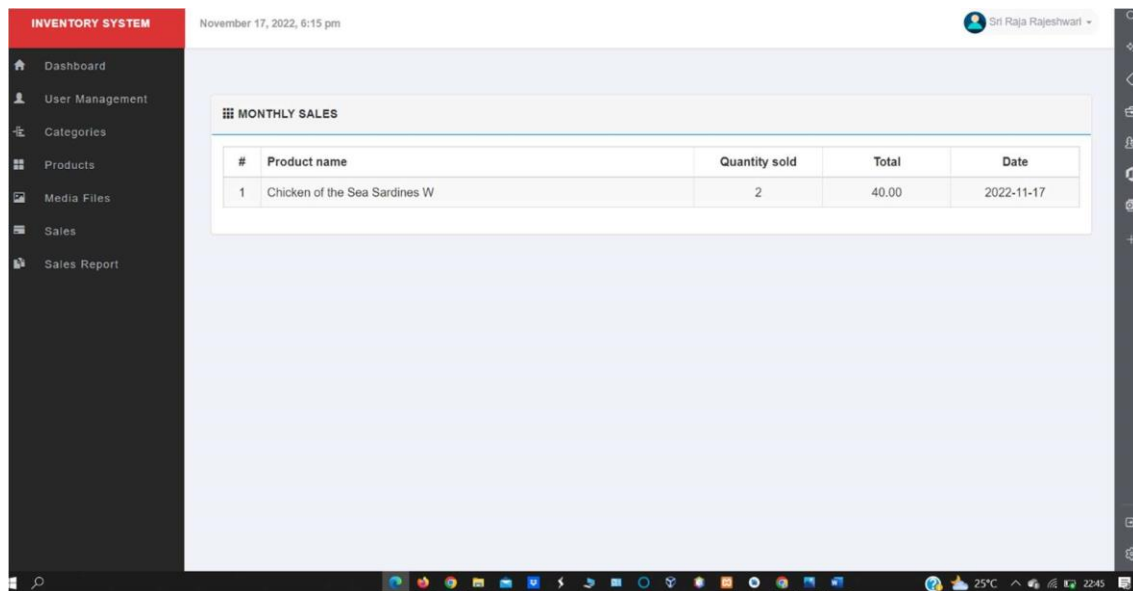 INVENTORY SYSTEM
November 17, 2022, 6:15 pm
Sri Raja Rajeshwari
Dashboard
User Management
Categories
Products
Media Files
Sales
Sales Report
MONTHLY SALES
# Product name Quantity sold Total Date
1 Chicken of the Sea Sardines W 2 40.00 2022-11-17
25°C 22:45